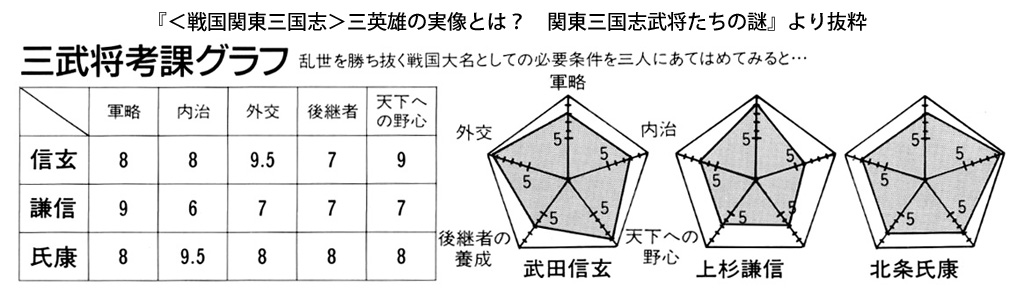 『＜戦国関東三国志＞三英雄の実像とは？　関東三国志武将たちの謎』より抜粋
三武将考課グラフ 乱世を勝ち抜く戦国大名としての必要条件を三人にあてはめてみると…
軍略 内治 外交 後継者 天下への野心
信玄 8 8 9.5 7 9
謙信 9 6 7 7 7
氏康 8 9.5 8 8 8
軍略
外交
内治
後継者の
養成
天下への
野心
5 5 5 5 5
武田信玄
5 5 5 5 5
上杉謙信
5 5 5 5 5
北条氏康